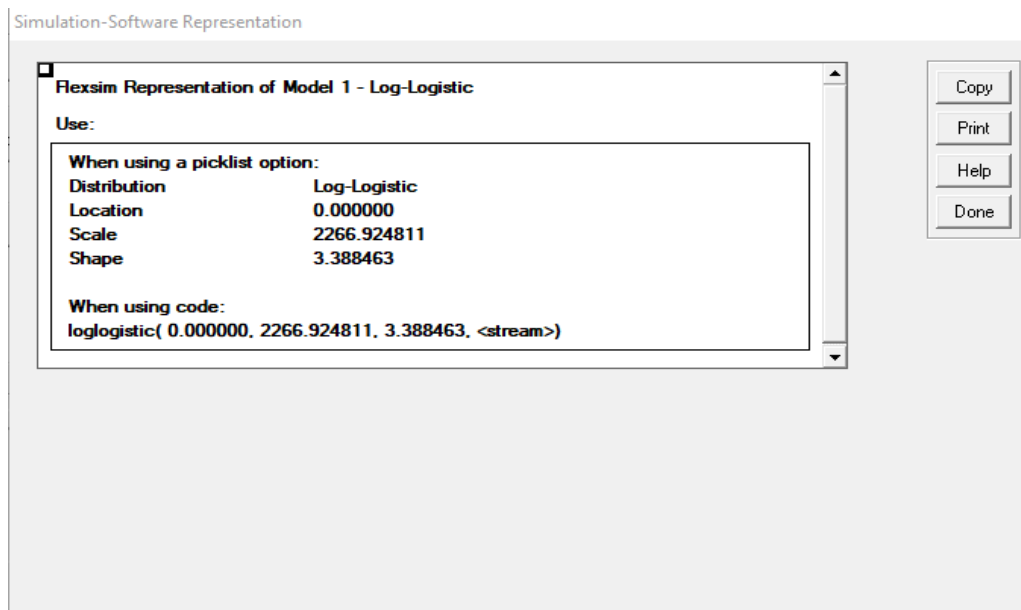 Simulation-Software Representation
Flexsim Representation of Model 1 - Log-Logistic
Use:
When using a picklist option:
Distribution Log-Logistic
Location 0.000000
Scale 2266.924811
Shape 3.388463
When using code:
loglogistic( 0.000000, 2266.924811, 3.388463, <stream>)
Copy
Print
Help
Done